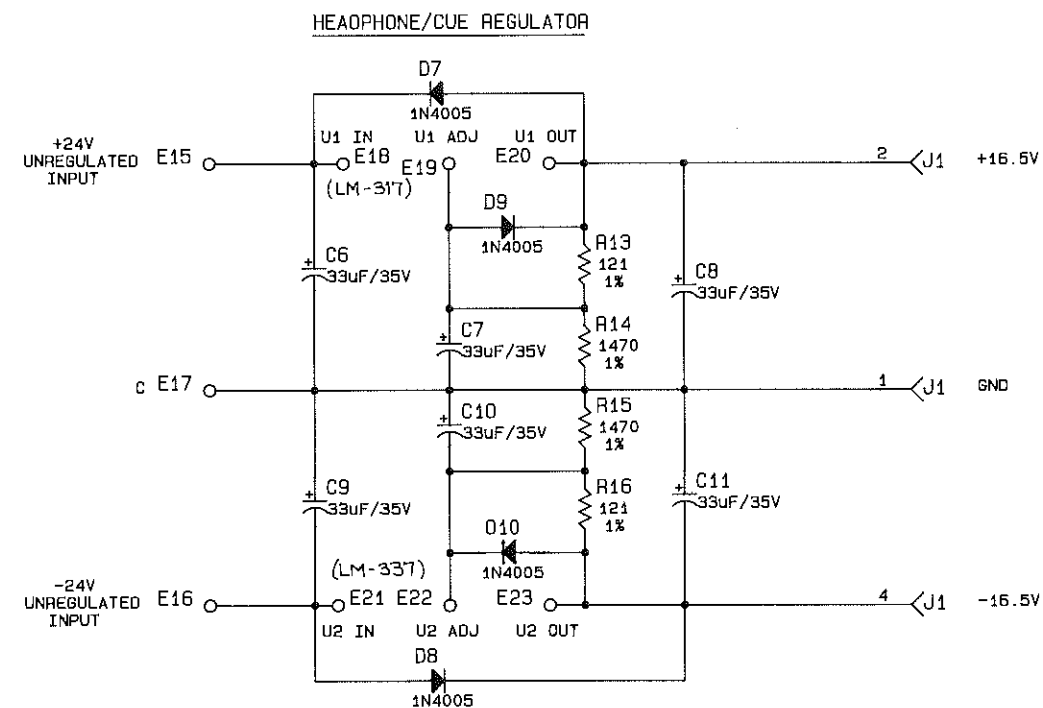 HEADPHONE/CUE REGULATOR
D7
1N4005
U1 IN U1 ADJ U1 OUT
+24V
UNREGULATED
INPUT
E15 E18 E19 E20 2 J1 +16.5V
(LM-317)
D9
1N4005
R13
121
1%
C6
33uF/35V
C8
33uF/35V
R14
1470
1%
C7
33uF/35V
C E17 1 J1 GND
C10
33uF/35V
R15
1470
1%
C9
33uF/35V
R16
121
1%
C11
33uF/35V
D10
1N4005
(LM-337)
-24V
UNREGULATED
INPUT
E16 E21 E22 E23 4 J1 -16.5V
U2 IN U2 ADJ U2 OUT
D8
1N4005